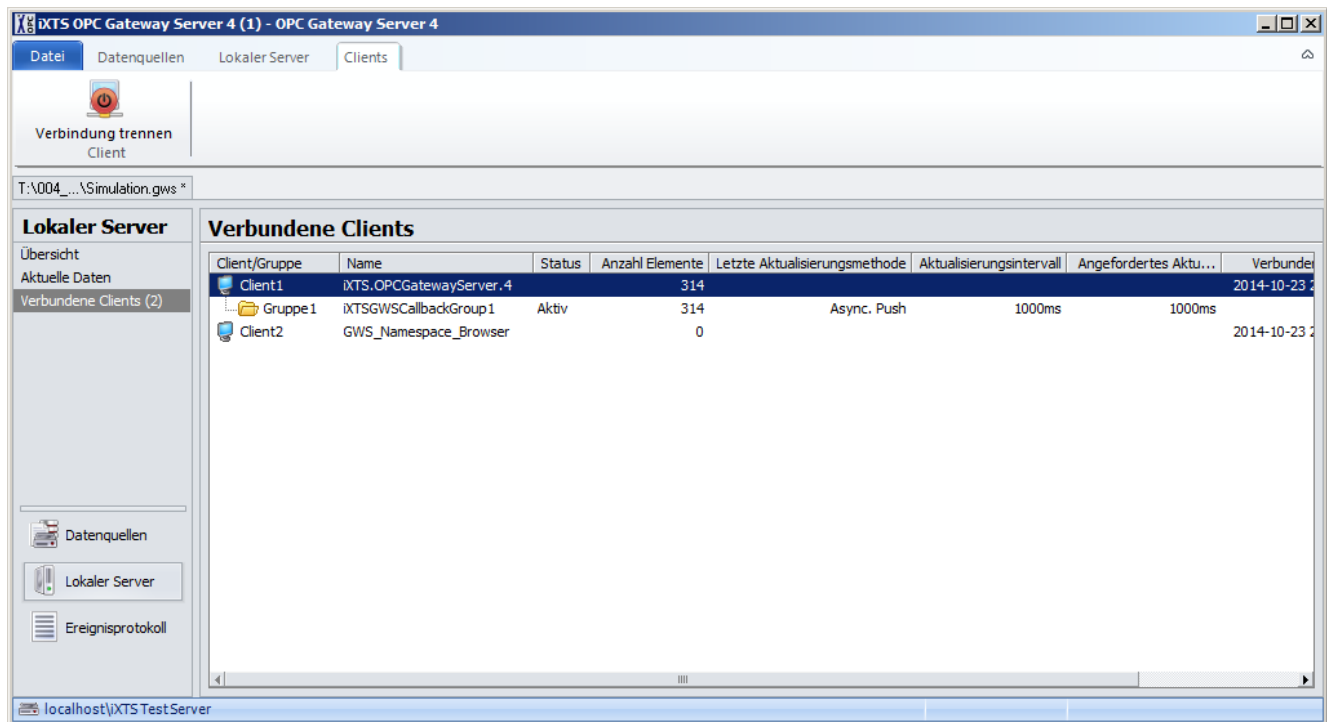 iXTS OPC Gateway Server 4 (1) - OPC Gateway Server 4
Datei Datenquellen Lokaler Server Clients
Verbindung trennen
Client
T:\004_...\Simulation.gws *
Lokaler Server
Übersicht
Aktuelle Daten
Verbundene Clients (2)
Datenquellen
Lokaler Server
Ereignisprotokoll
Verbundene Clients
Client/Gruppe Name Status Anzahl Elemente Letzte Aktualisierungsmethode Aktualisierungsintervall Angefordertes Aktu... Verbunden
Client1 iXTS.OPCGatewayServer.4 314 2014-10-23 2
Gruppe1 iXTSGWSCallbackGroup1 Aktiv 314 Async. Push 1000ms 1000ms
Client2 GWS_Namespace_Browser 0 2014-10-23 2
localhost\iXTSTestServer